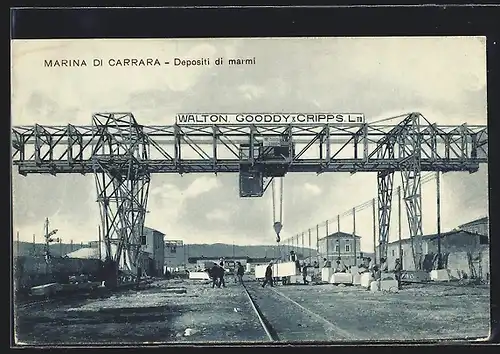 MARINA DI CARRARA - Depositi di marmi
WALTON, GOODDY & CRIPPS. L.TD